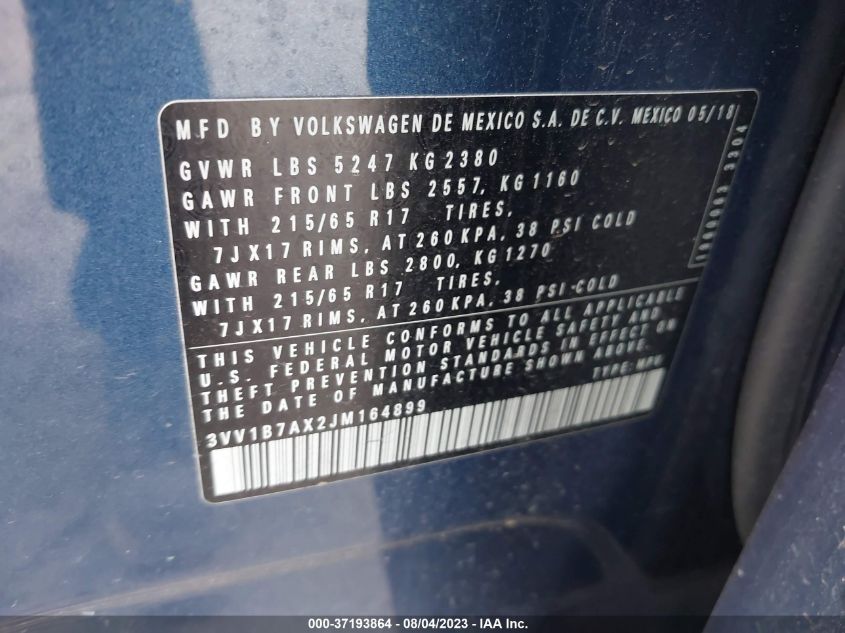 MFD BY VOLKSWAGEN DE MEXICO S.A. DE C.V. MEXICO 05/18
GVWR LBS 5247 KG 2380
GAWR FRONT LBS 2557, KG 1160
WITH 215/65 R17 TIRES,
7JX17 RIMS, AT 260 KPA, 38 PSI COLD
GAWR REAR LBS 2800, KG 1270
WITH 215/65 R17 TIRES,
7JX17 RIMS, AT 260 KPA, 38 PSI-COLD
THIS VEHICLE CONFORMS TO ALL APPLICABLE
U.S. FEDERAL MOTOR VEHICLE SAFETY AND
THEFT PREVENTION STANDARDS IN EFFECT ON
THE DATE OF MANUFACTURE SHOWN ABOVE.
TYPE: MPV
3VV1B7AX2JM164899
3304
000-37193864 / 08/04/2023 - IAA Inc.